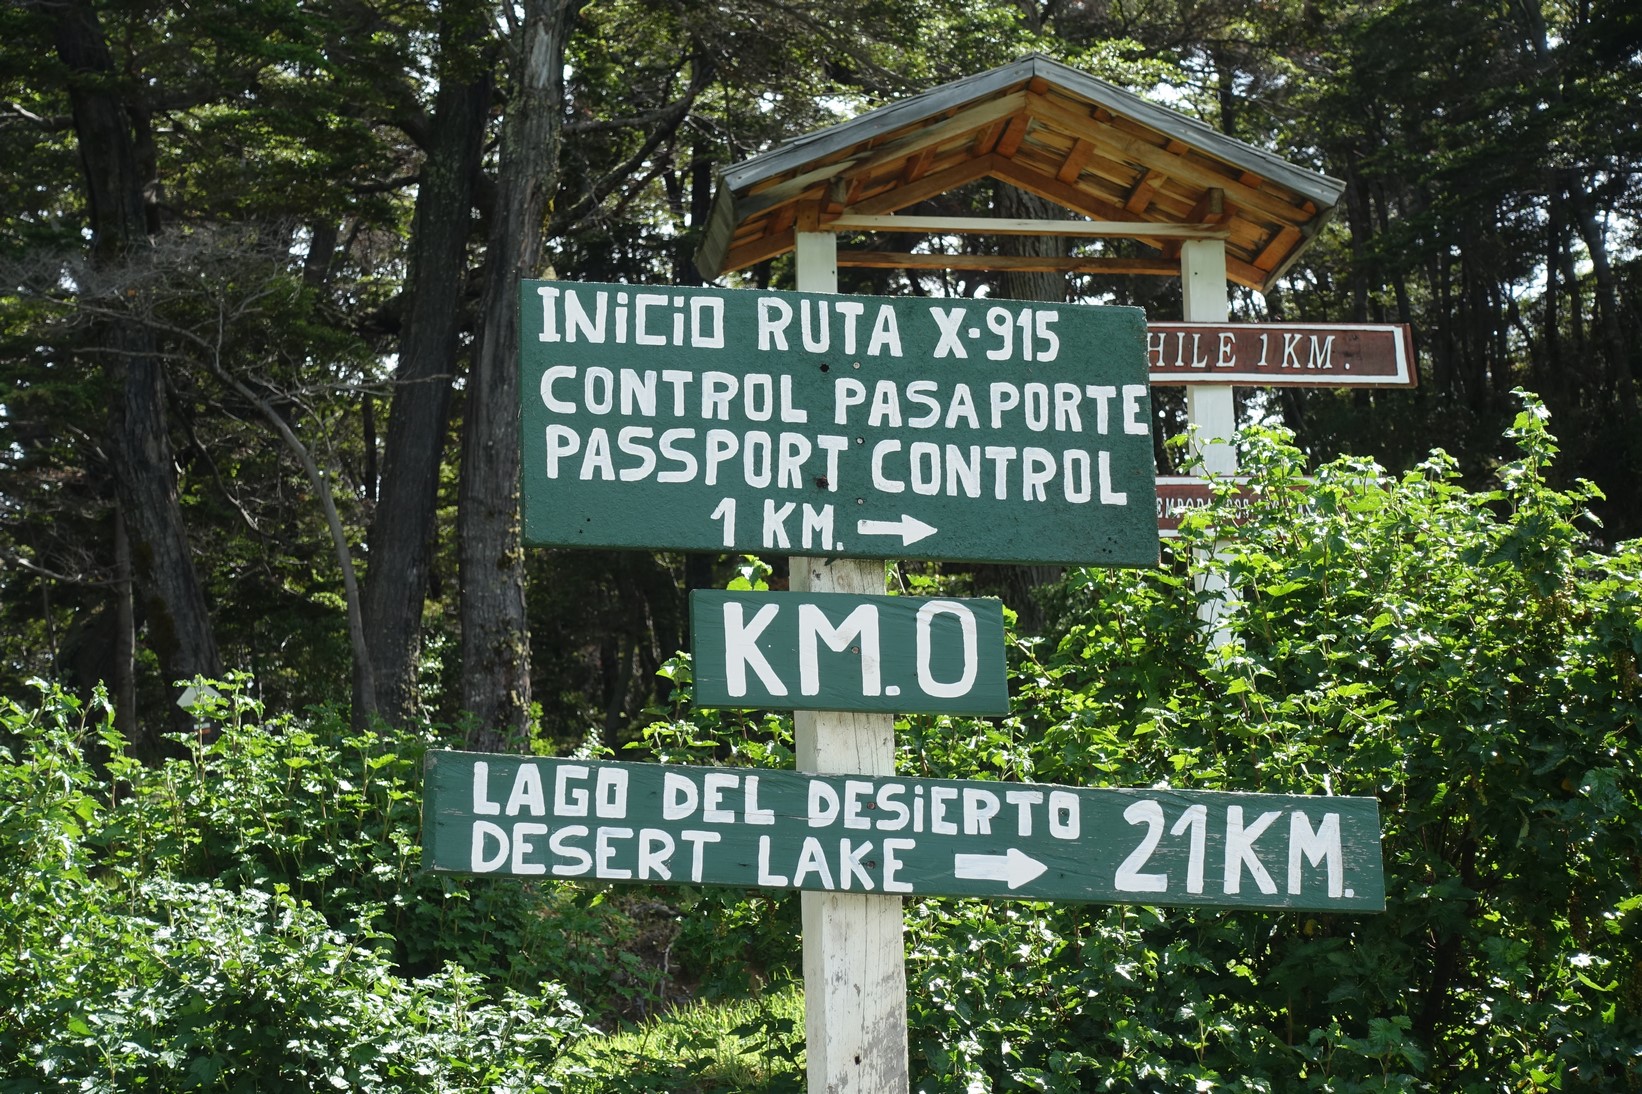 INiCiO RUTA X-915
CONTROL PASAPORTE
PASSPORT CONTROL
1 KM.
HILE 1KM.
KM.0
LAGO DEL DESiERTO
DESERT LAKE
21KM.